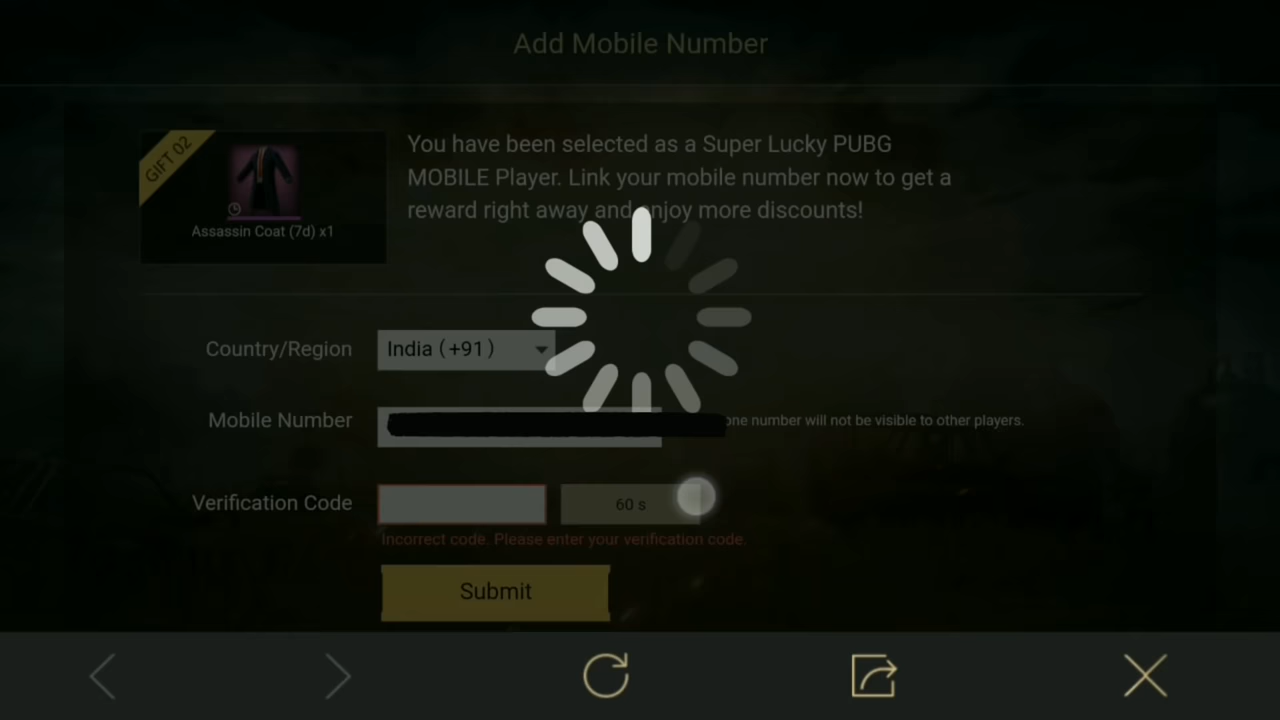 Add Mobile Number
GIFT 02
Assassin Coat (7d) x1
You have been selected as a Super Lucky PUBG
MOBILE Player. Link your mobile number now to get a
reward right away and enjoy more discounts!
Country/Region
India (+91)
Mobile Number
one number will not be visible to other players.
Verification Code
60 s
Incorrect code. Please enter your verification code.
Submit